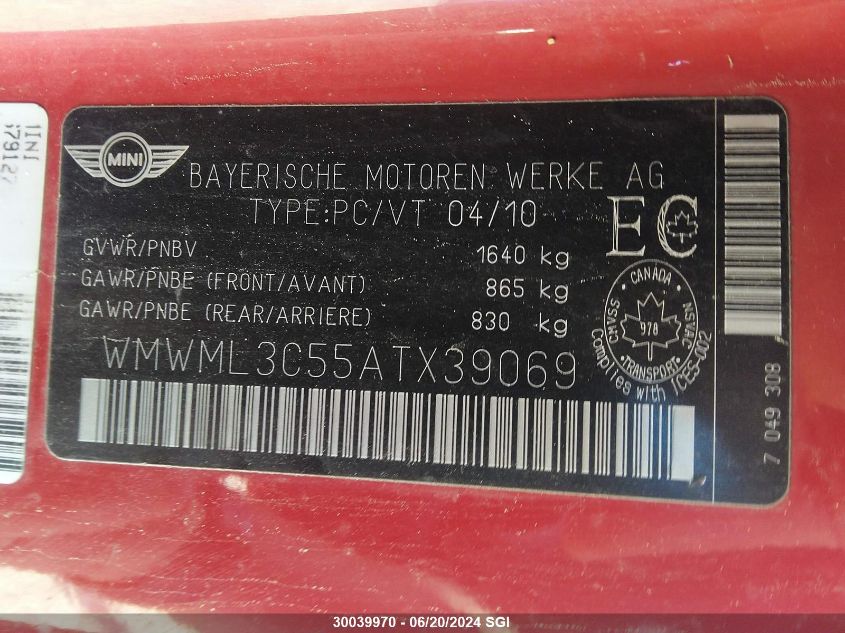 MINI
BAYERISCHE MOTOREN WERKE AG
TYPE:PC/VT 04/10
EC
GVWR/PNBV 1640 kg
GAWR/PNBE (FRONT/AVANT) 865 kg
GAWR/PNBE (REAR/ARRIERE) 830 kg
WMWML3C55ATX39069
CANADA
CMVSS NSVAC
978
TRANSPORT
Complies with ICES-002
7 049 308
30039970 - 06/20/2024 SGI